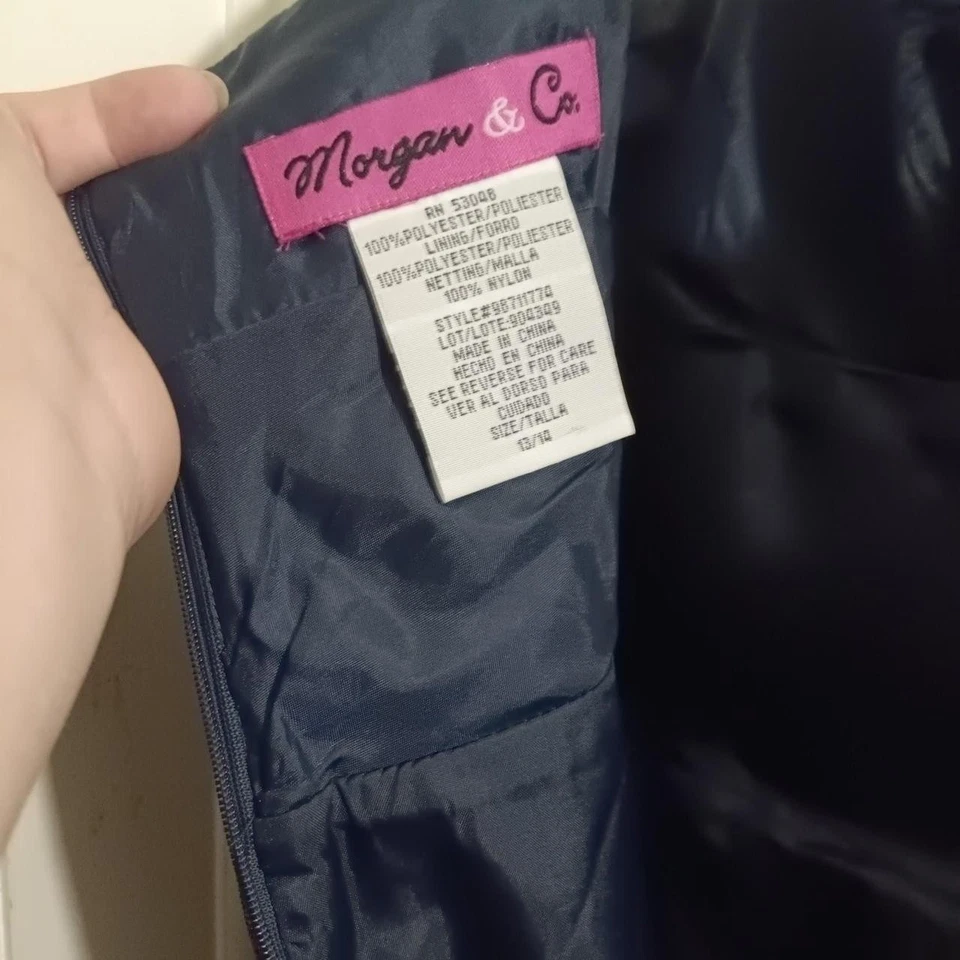 Morgan & Co.
RN 53048
100%POLYESTER/POLIESTER
LINING/FORRO
100%POLYESTER/POLIESTER
NETTING/MALLA
100% NYLON
STYLE#98711774
LOT/LOTE:904349
MADE IN CHINA
HECHO EN CHINA
SEE REVERSE FOR CARE
VER AL DORSO PARA
CUIDADO
SIZE/TALLA
13/14